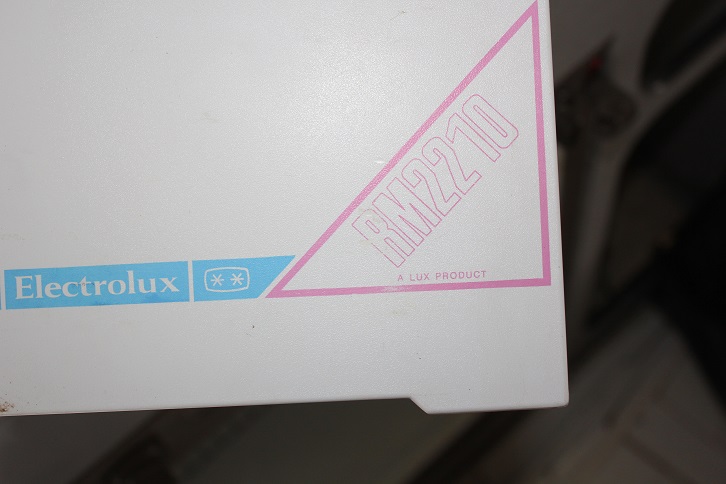 RM2210
A LUX PRODUCT
Electrolux